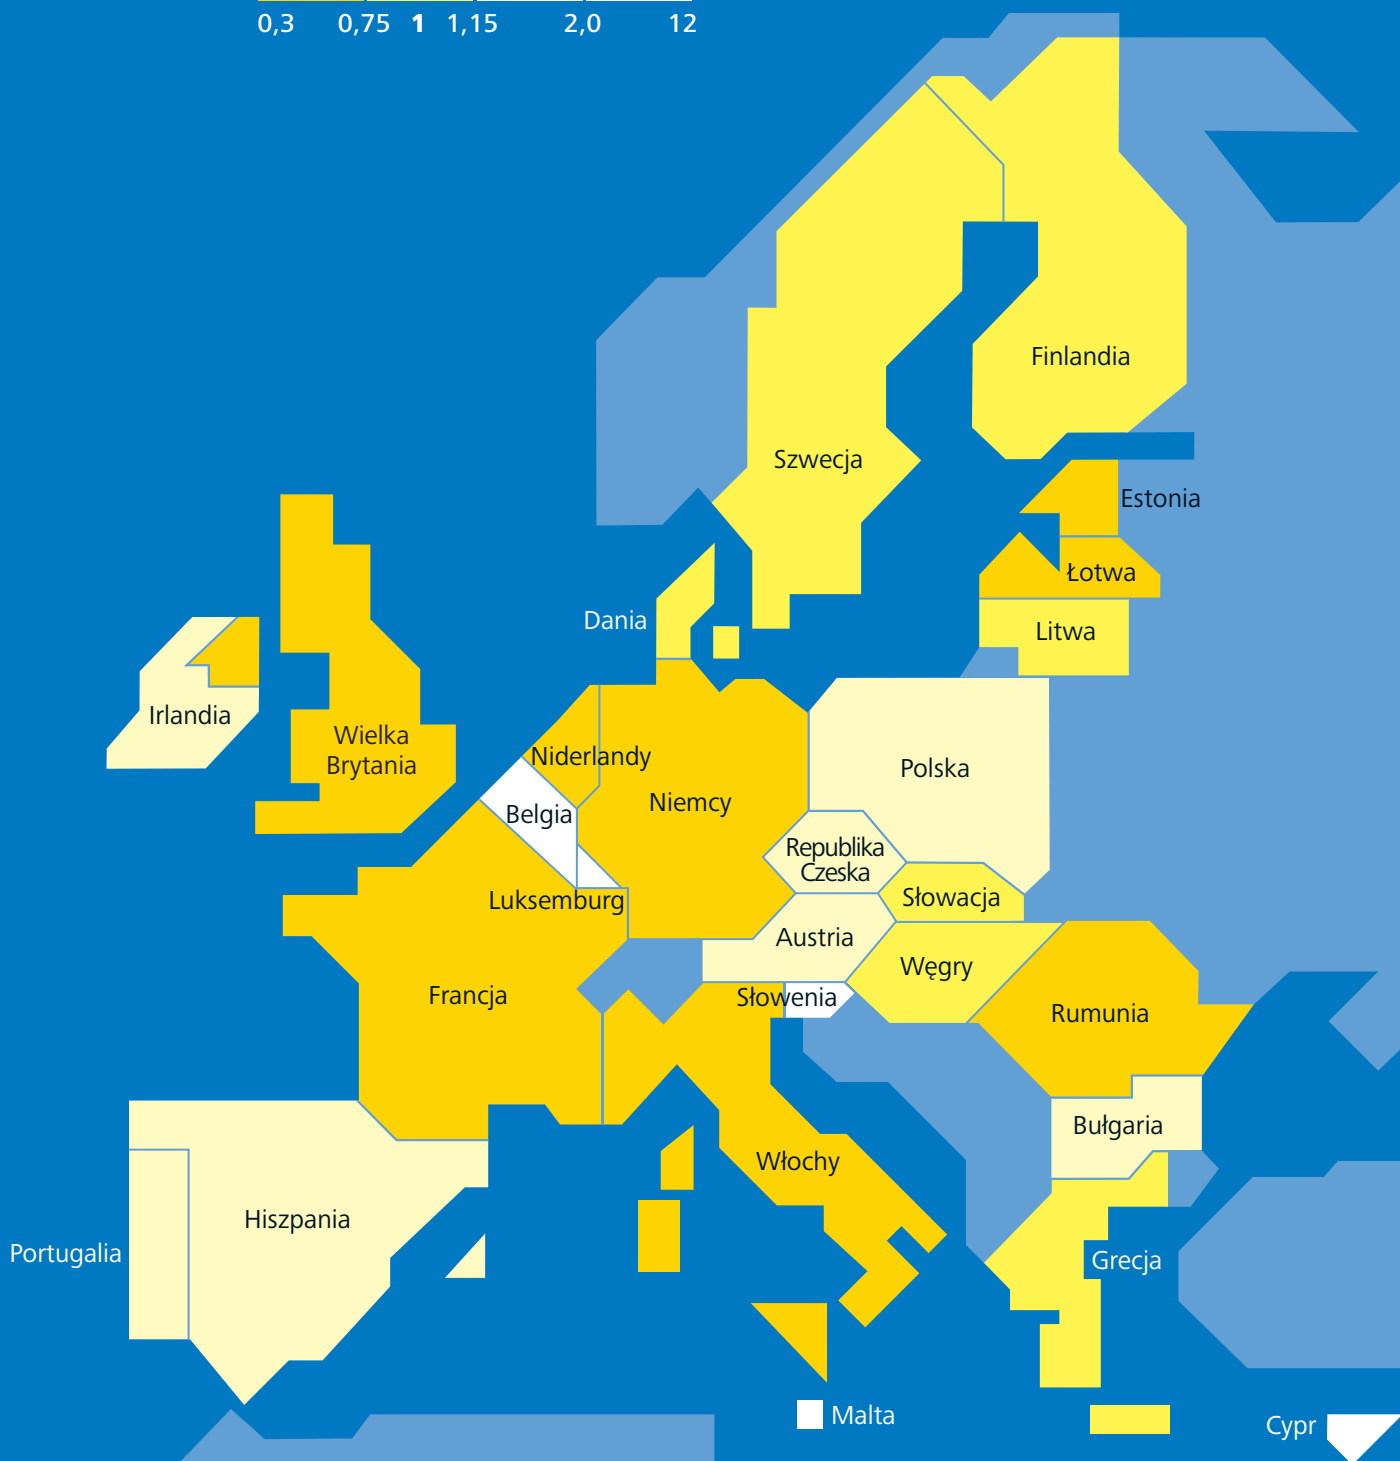 0,3 0,75 1 1,15 2,0 12
Finlandia
Szwecja
Estonia
Łotwa
Dania
Litwa
Irlandia
Wielka
Brytania
Niderlandy
Polska
Niemcy
Belgia
Republika
Czeska
Luksemburg
Słowacja
Austria
Węgry
Francja
Słowenia
Rumunia
Bułgaria
Włochy
Hiszpania
Portugalia
Grecja
Malta
Cypr